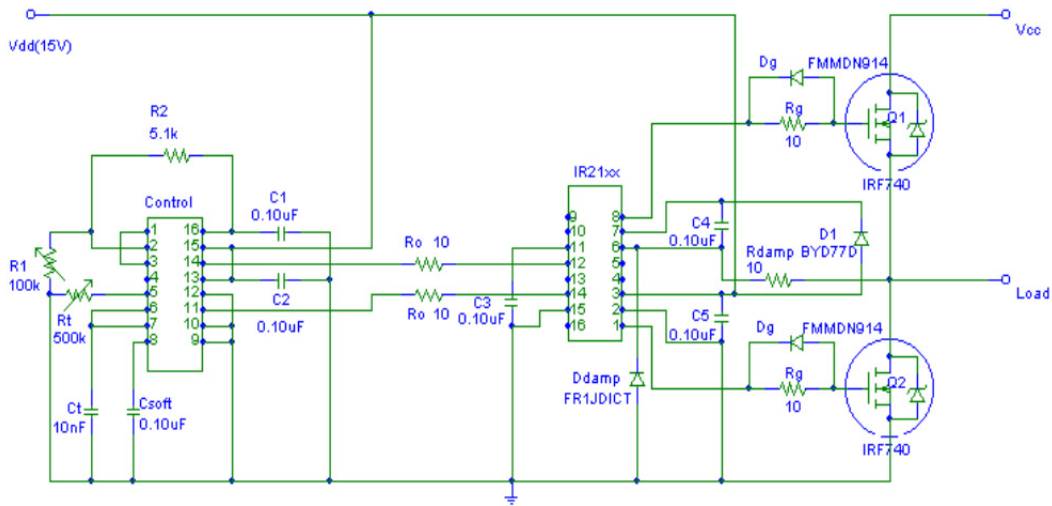 Vdd(15V)
Vcc
Dg FMMDN914
Rg
10
Q1
IRF740
R2
5.1k
Control
1 16
2 15
3 14
4 13
5 12
6 11
7 10
8 9
R1
100k
Rt
500k
C1
0.10uF
C2
0.10uF
Ro 10
Ro 10
C3
0.10uF
IR21xx
9 8
10 7
11 6
12 5
13 4
14 3
15 2
16 1
C4
0.10uF
D1
Rdamp BYD77D
10
Load
C5
0.10uF
Dg FMMDN914
Rg
10
Q2
IRF740
Ddamp
FR1JDICT
Ct
10nF
Csoft
0.10uF